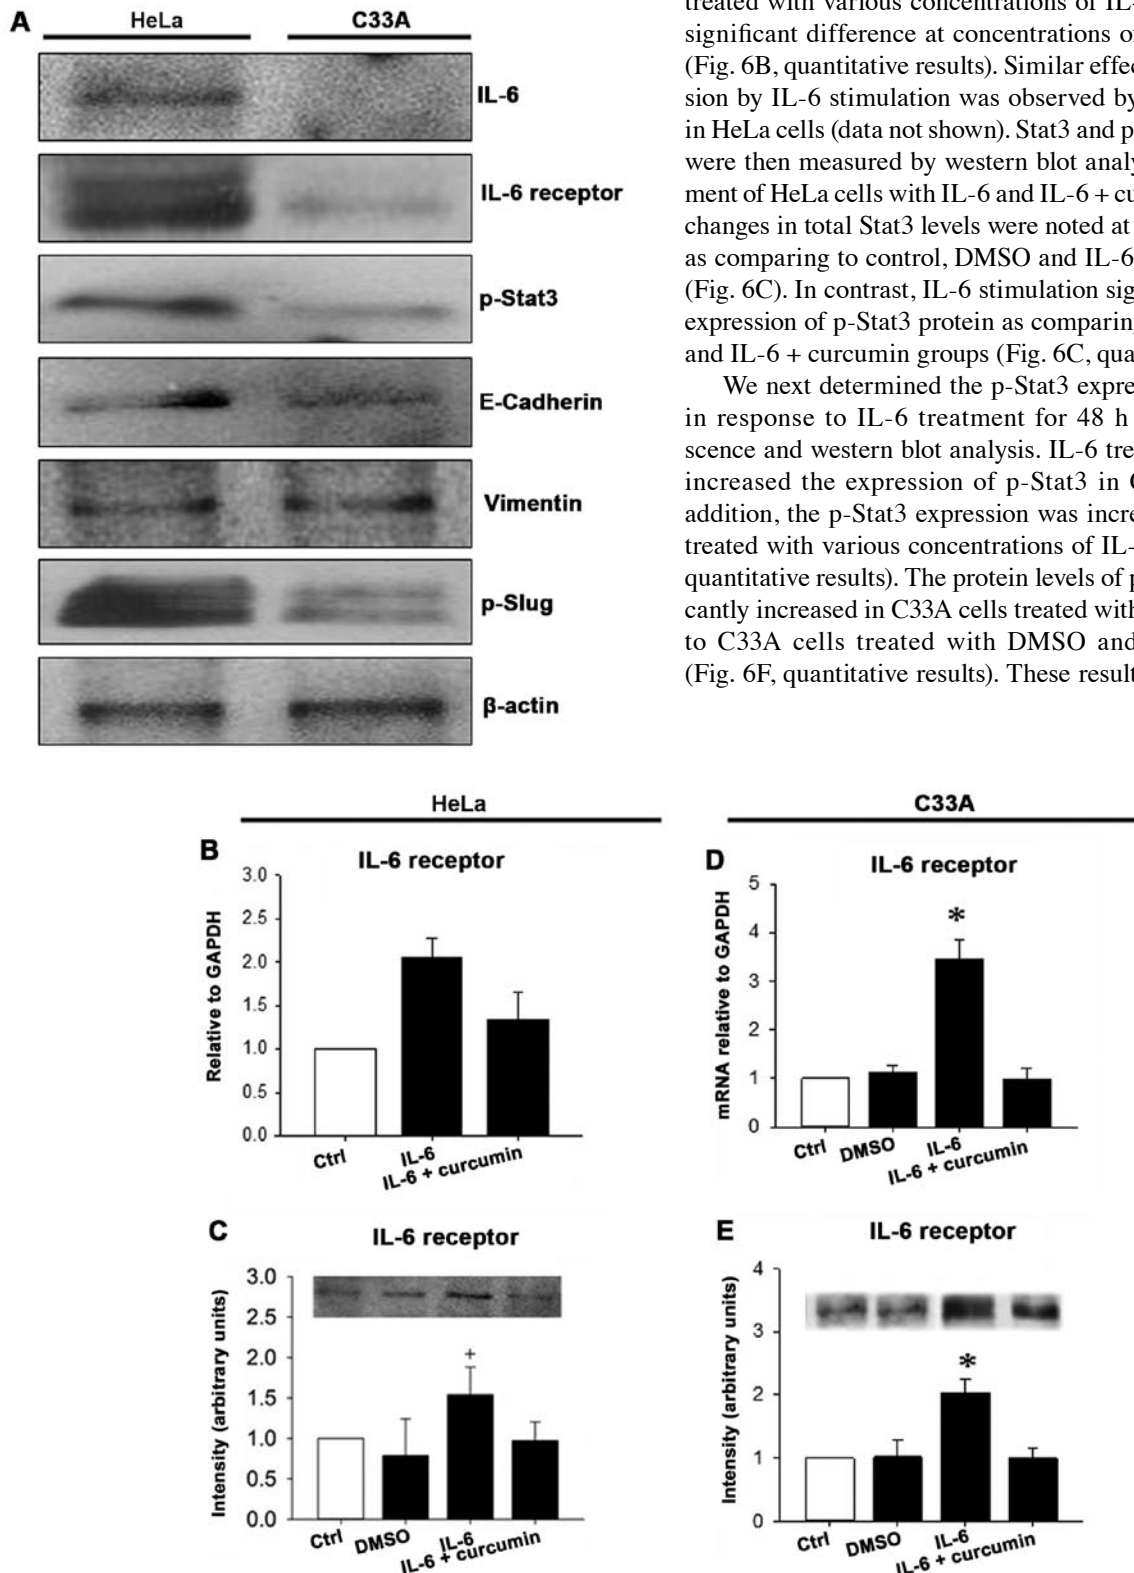 A
HeLa
C33A
IL-6
IL-6 receptor
p-Stat3
E-Cadherin
Vimentin
p-Slug
β-actin
treated with various concentrations of IL-
significant difference at concentrations o
(Fig. 6B, quantitative results). Similar effec
sion by IL-6 stimulation was observed by
in HeLa cells (data not shown). Stat3 and p
were then measured by western blot analy
ment of HeLa cells with IL-6 and IL-6 + cu
changes in total Stat3 levels were noted at
as comparing to control, DMSO and IL-6
(Fig. 6C). In contrast, IL-6 stimulation sig
expression of p-Stat3 protein as comparin
and IL-6 + curcumin groups (Fig. 6C, qua
We next determined the p-Stat3 expre
in response to IL-6 treatment for 48 h
scence and western blot analysis. IL-6 tre
increased the expression of p-Stat3 in C
addition, the p-Stat3 expression was incre
treated with various concentrations of IL-
quantitative results). The protein levels of p
cantly increased in C33A cells treated with
to C33A cells treated with DMSO and
(Fig. 6F, quantitative results). These result
HeLa
B
IL-6 receptor
Relative to GAPDH
3.0
2.5
2.0
1.5
1.0
0.5
0.0
Ctrl
IL-6
IL-6 + curcumin
C
IL-6 receptor
Intensity (arbitrary units)
3.0
2.5
2.0
1.5
1.0
0.5
0.0
+
Ctrl
DMSO
IL-6
IL-6 + curcumin
C33A
D
IL-6 receptor
mRNA relative to GAPDH
5
4
3
2
1
0
*
Ctrl
DMSO
IL-6
IL-6 + curcumin
E
IL-6 receptor
Intensity (arbitrary units)
4
3
2
1
0
*
Ctrl
DMSO
IL-6
IL-6 + curcumin